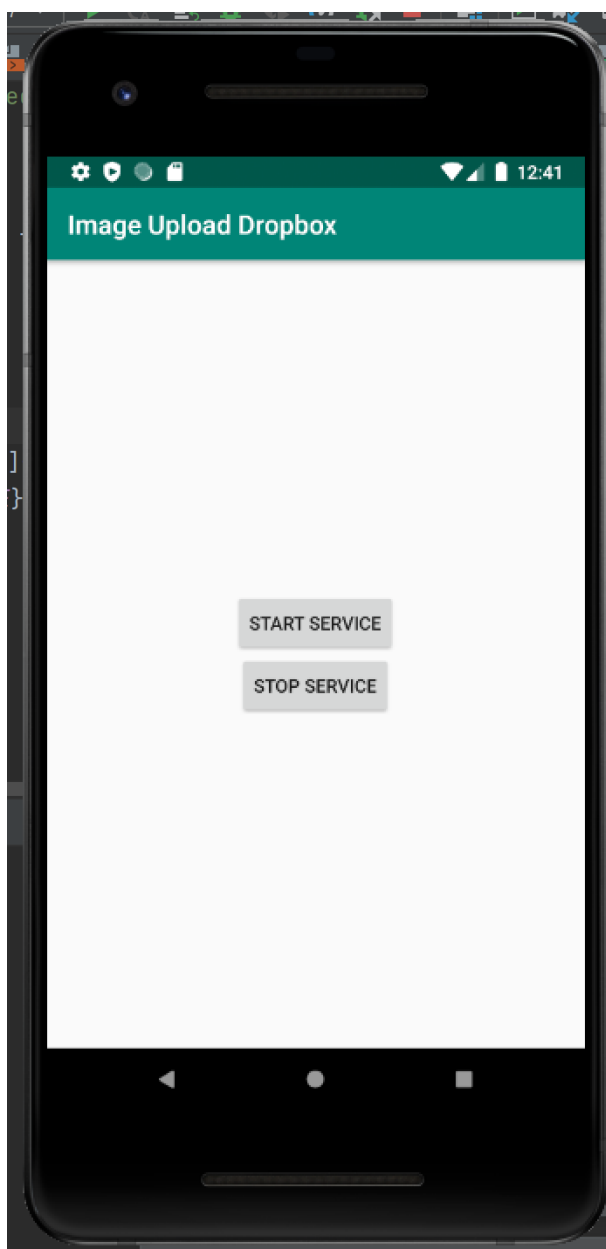 12:41
Image Upload Dropbox
]
}
START SERVICE
STOP SERVICE